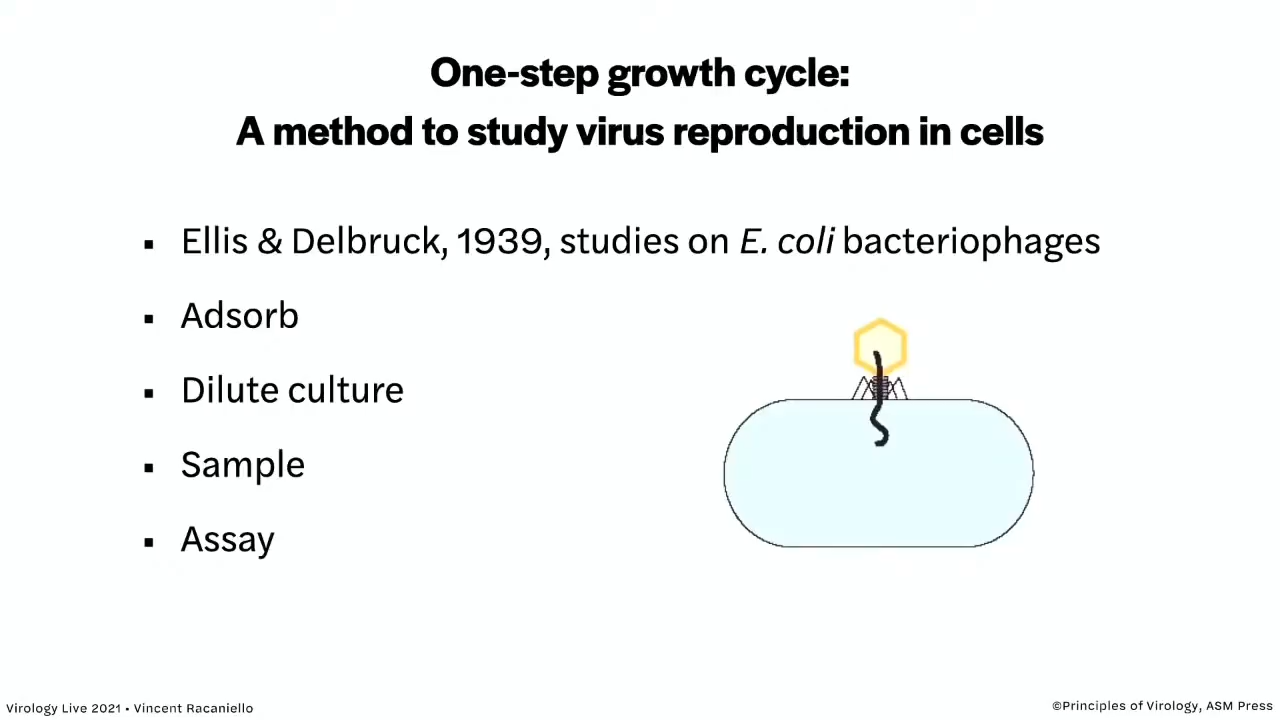 One-step growth cycle:
A method to study virus reproduction in cells
▪ Ellis & Delbruck, 1939, studies on E. coli bacteriophages
▪ Adsorb
▪ Dilute culture
▪ Sample
▪ Assay
Virology Live 2021 • Vincent Racaniello
©Principles of Virology, ASM Press